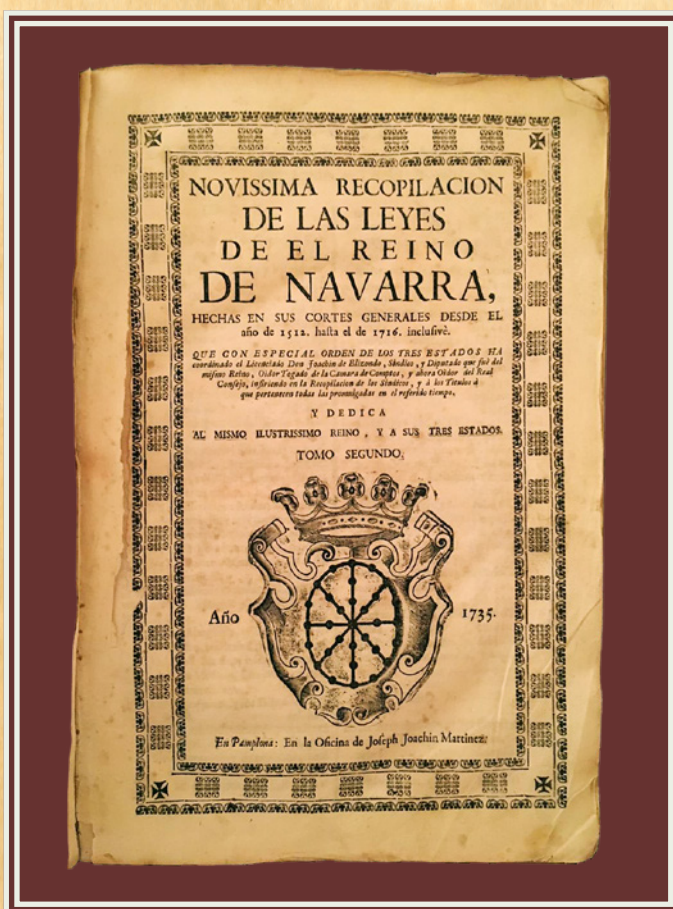 NOVISSIMA RECOPILACION
DE LAS LEYES
DE EL REINO
DE NAVARRA,
HECHAS EN SUS CORTES GENERALES DESDE EL
año de 1512. hasta el de 1716. inclusivè.
QUE CON ESPECIAL ORDEN DE LOS TRES ESTADOS HA
coordinado el Licenciado Don Joachin de Elizondo, Sindico, y Diputado que fuè del
mismo Reino, Oidor Togado de la Camara de Comptos, y ahora Oidor del Real
Consejo, insiriendo en la Recopilacion de los Sindicos, y à los Titulos à
que pertenecen todas las promulgadas en el referido tiempo,
Y DEDICA
AL MISMO ILUSTRISSIMO REINO, Y A SUS TRES ESTADOS.
TOMO SEGUNDO.
Año 1735.
En Pamplona: En la Oficina de Joseph Joachin Martinez.